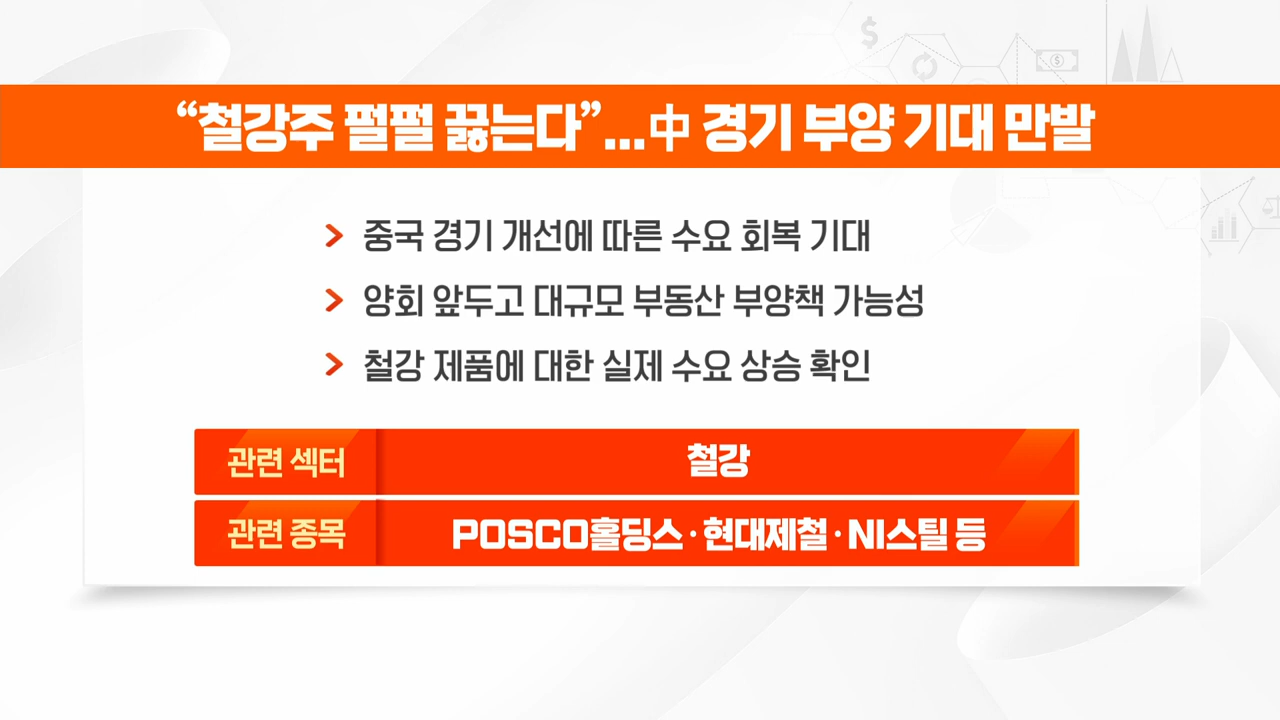 “철강주 펄펄 끓는다”...中 경기 부양 기대 만발
중국 경기 개선에 따른 수요 회복 기대
양회 앞두고 대규모 부동산 부양책 가능성
철강 제품에 대한 실제 수요 상승 확인
관련 섹터 철강
관련 종목 POSCO홀딩스·현대제철·NI스틸 등